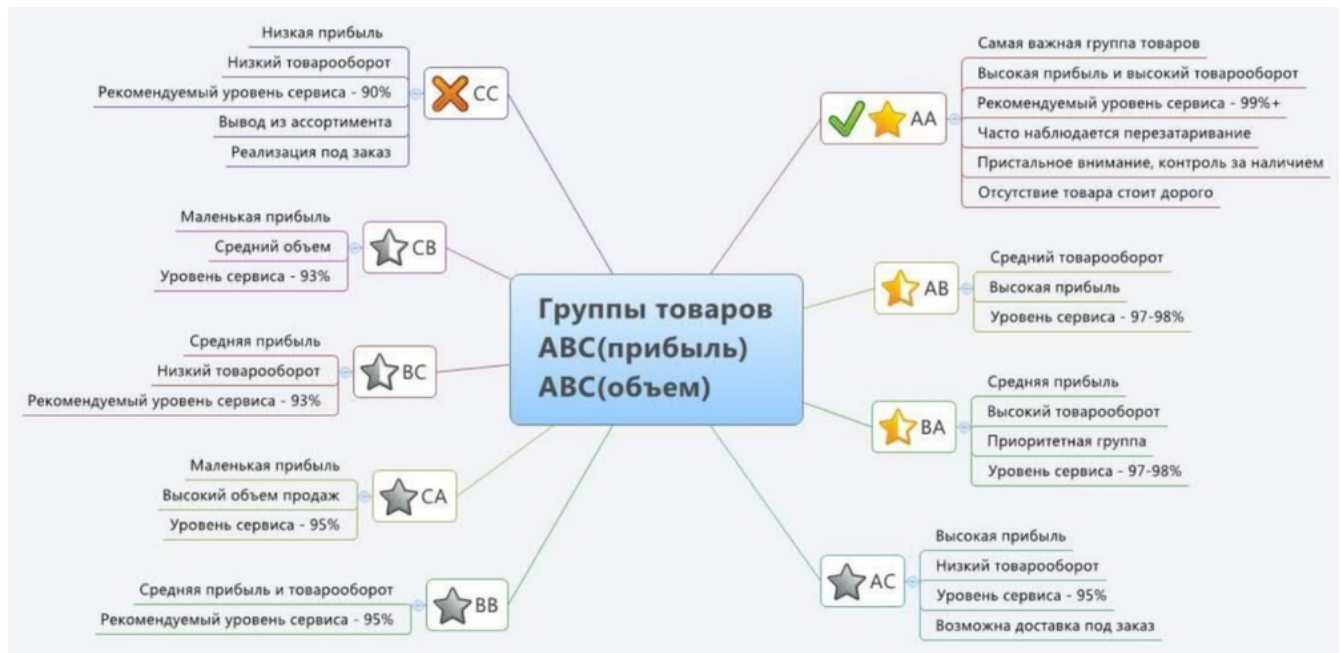 Группы товаров
ABC(прибыль)
ABC(объем)
AA
Самая важная группа товаров
Высокая прибыль и высокий товарооборот
Рекомендуемый уровень сервиса - 99%+
Часто наблюдается перезатаривание
Пристальное внимание, контроль за наличием
Отсутствие товара стоит дорого
AB
Средний товарооборот
Высокая прибыль
Уровень сервиса - 97-98%
BA
Средняя прибыль
Высокий товарооборот
Приоритетная группа
Уровень сервиса - 97-98%
AC
Высокая прибыль
Низкий товарооборот
Уровень сервиса - 95%
Возможна доставка под заказ
BB
Средняя прибыль и товарооборот
Рекомендуемый уровень сервиса - 95%
CA
Маленькая прибыль
Высокий объем продаж
Уровень сервиса - 95%
BC
Средняя прибыль
Низкий товарооборот
Рекомендуемый уровень сервиса - 93%
CB
Маленькая прибыль
Средний объем
Уровень сервиса - 93%
CC
Низкая прибыль
Низкий товарооборот
Рекомендуемый уровень сервиса - 90%
Вывод из ассортимента
Реализация под заказ